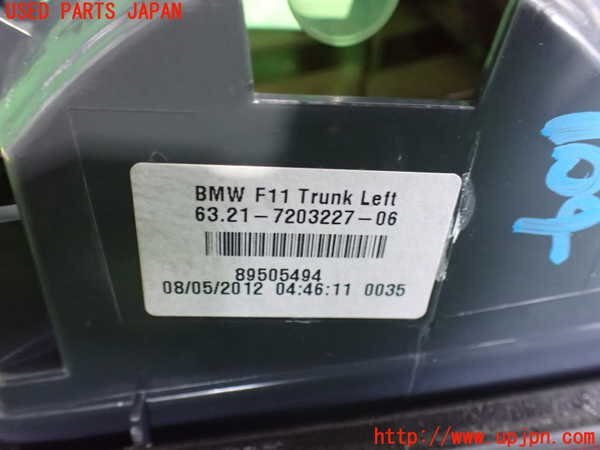 USED PARTS JAPAN
BMW F11 Trunk Left
63.21-7203227-06
89505494
08/05/2012 04:46:11 0035
http://www.upjpn.com